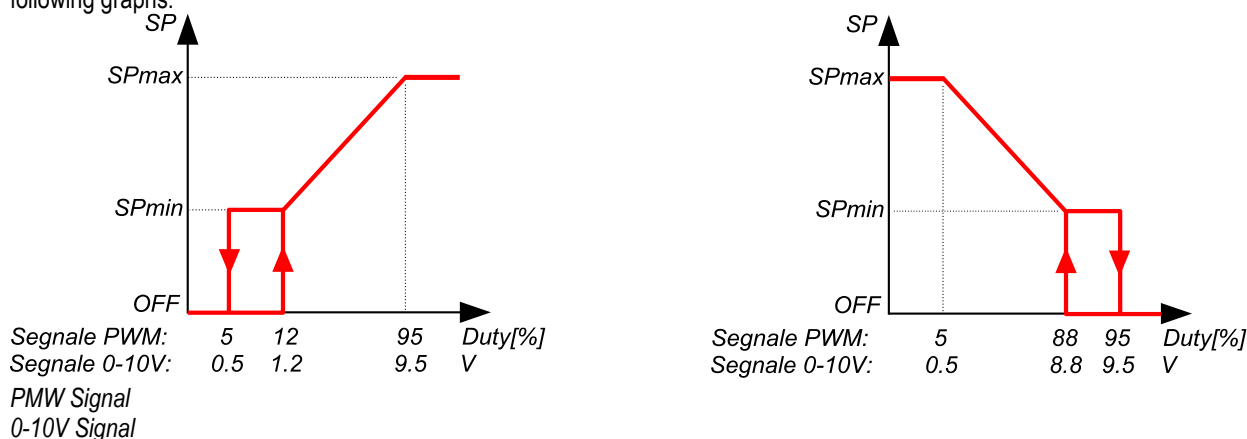 following graphs:
SP
SPmax
SPmin
OFF
Segnale PWM: 5 12 95 Duty[%]
Segnale 0-10V: 0.5 1.2 9.5 V
PMW Signal
0-10V Signal
SP
SPmax
SPmin
OFF
Segnale PWM: 5 88 95 Duty[%]
Segnale 0-10V: 0.5 8.8 9.5 V